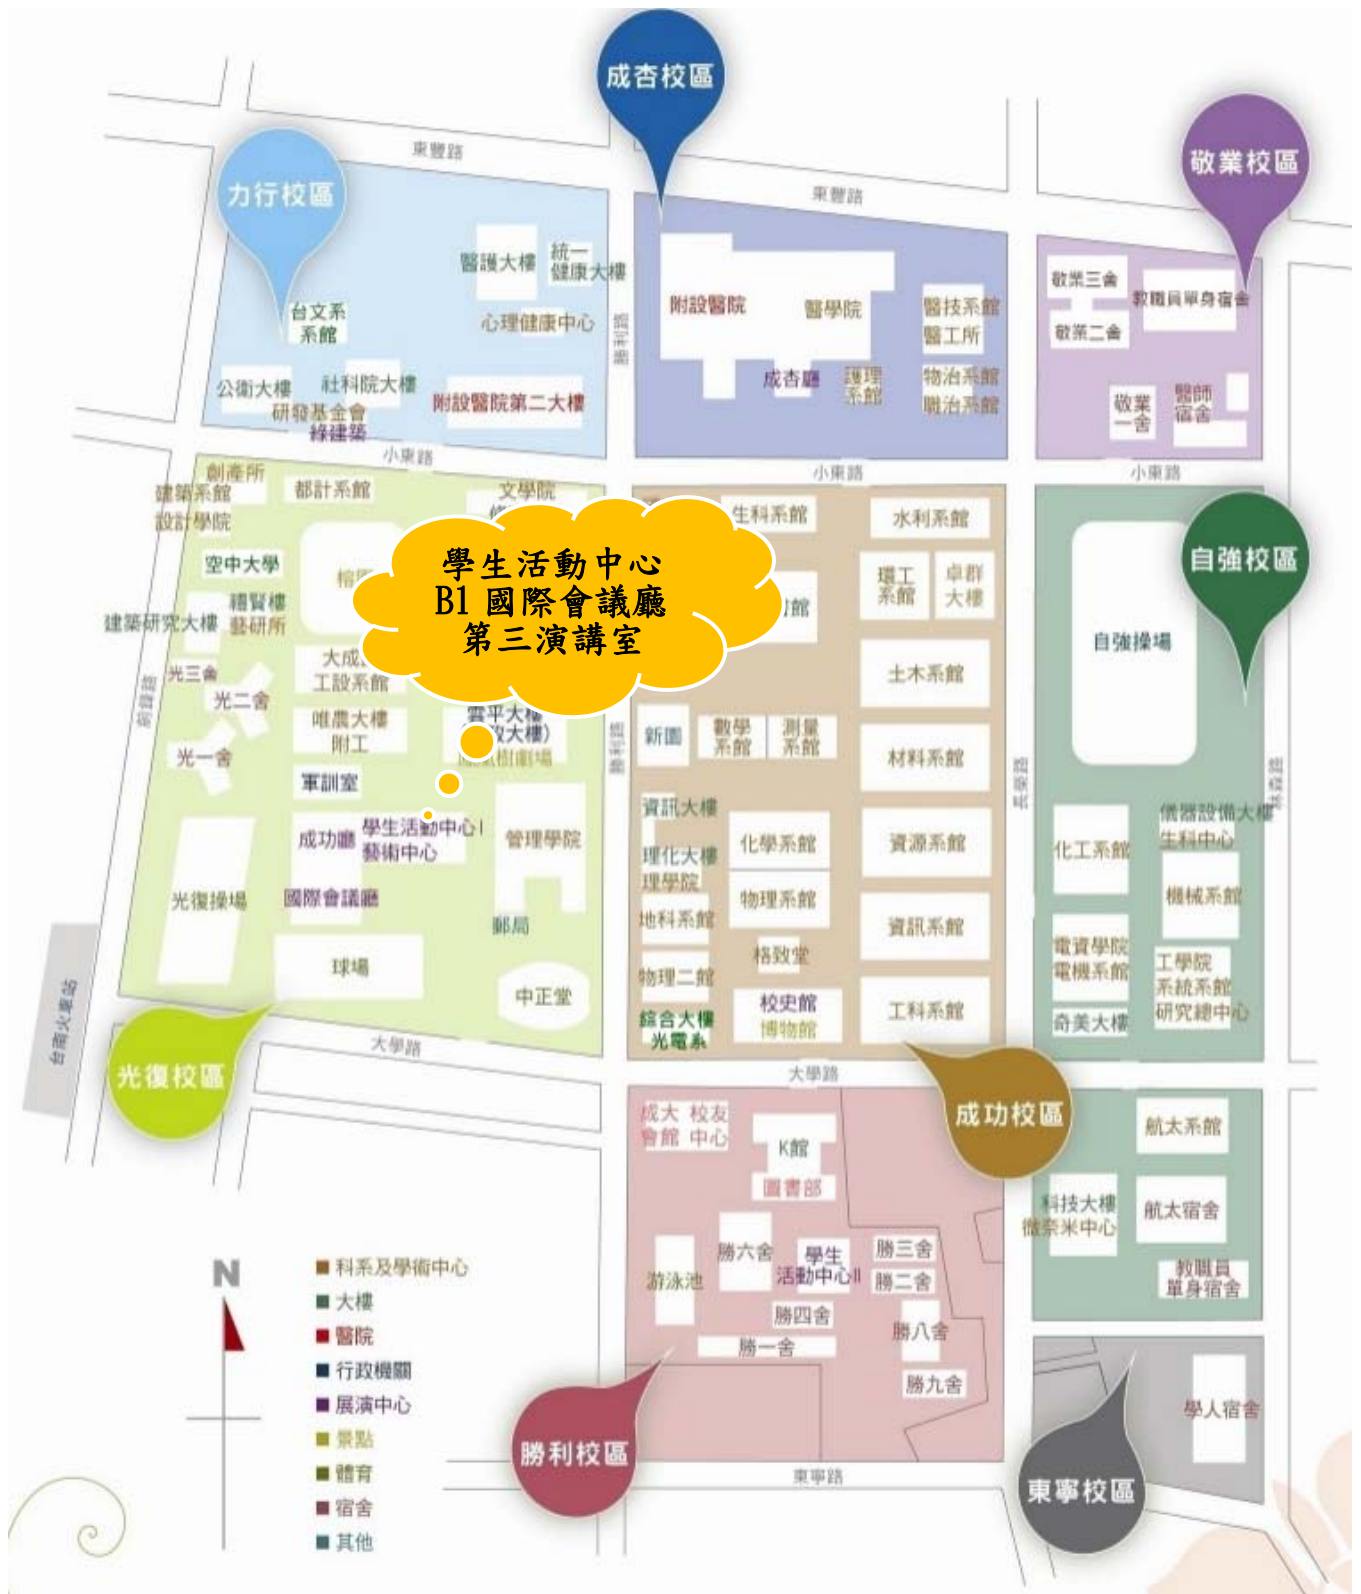 成杏校區
敬業校區
力行校區
東豐路
東豐路
醫護大樓
統一
健康大樓
心理健康中心
台文系
系館
公衛大樓
社科院大樓
研發基金會
綠建築
附設醫院第二大樓
勝利路
附設醫院
醫學院
醫技系館
醫工所
成杏廳
護理
系館
物治系館
職治系館
敬業三舍
教職員單身宿舍
敬業二舍
敬業
一舍
醫師
宿舍
小東路
小東路
小東路
創產所
建築系館
設計學院
都計系館
文學院
空中大學
榕園
禮賢樓
藝研所
建築研究大樓
學生活動中心
B1 國際會議廳
第三演講室
生科系館
水利系館
環工
系館
卓群
大樓
自強校區
自強操場
光三舍
光二舍
光一舍
前鋒路
大成
工設系館
唯農大樓
附工
軍訓室
雲平大樓
成功廳
學生活動中心I
藝術中心
管理學院
國際會議廳
光復操場
郵局
球場
中正堂
勝利路
土木系館
新園
數學
系館
測量
系館
材料系館
長榮路
林森路
資訊大樓
理化大樓
理學院
化學系館
資源系館
物理系館
地科系館
資訊系館
格致堂
物理二館
校史館
博物館
工科系館
綜合大樓
光電系
儀器設備大樓
生科中心
化工系館
機械系館
電資學院
電機系館
工學院
系統系館
研究總中心
奇美大樓
台南火車站
光復校區
大學路
大學路
成功校區
成大
會館
校友
中心
K館
圖書部
航太系館
科技大樓
微奈米中心
航太宿舍
教職員
單身宿舍
游泳池
勝六舍
學生
活動中心II
勝三舍
勝二舍
勝四舍
勝一舍
勝八舍
勝九舍
學人宿舍
勝利校區
東寧路
東寧校區
N
科系及學術中心
大樓
醫院
行政機關
展演中心
景點
體育
宿舍
其他